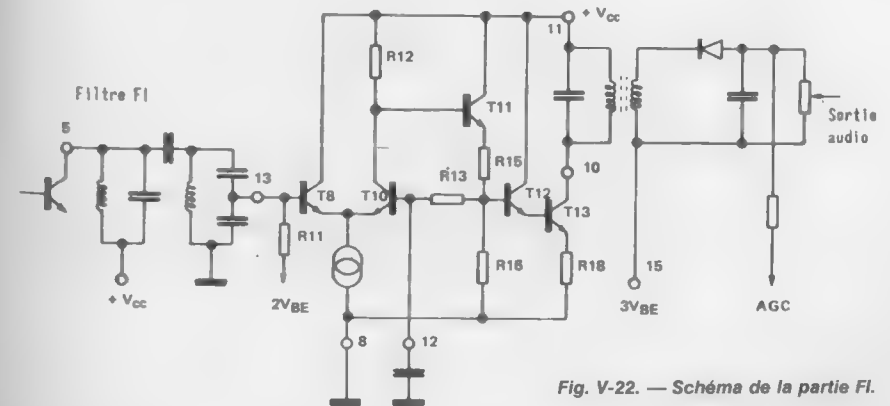 + Vcc
11
R12
Filtre FI
T11
5
Sortie
audio
R15
10
13
R13
T8
T10
T12
T13
R11
R16
R18
2VBE
15
+ Vcc
3VBE
AGC
8
12
Fig. V-22. — Schéma de la partie FI.